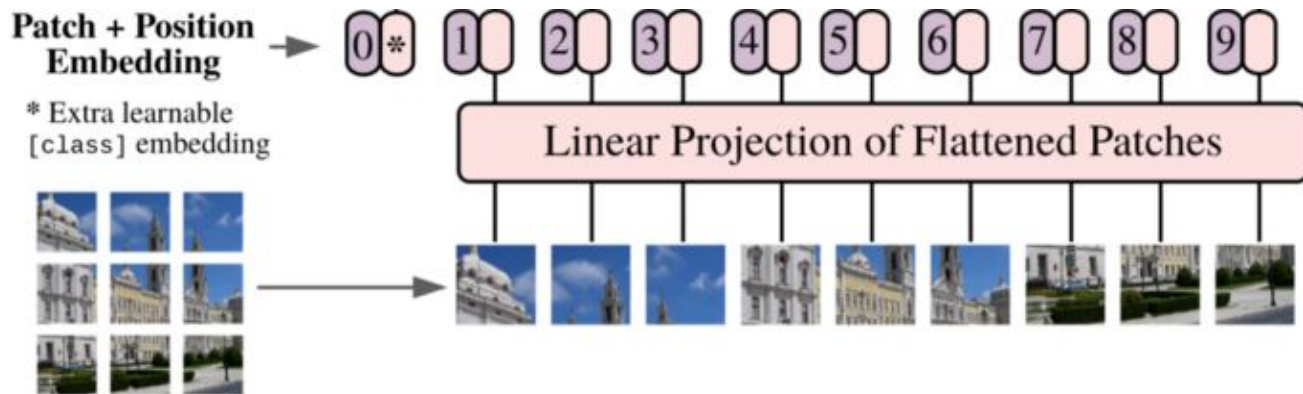 Patch + Position
Embedding
0 * 1 2 3 4 5 6 7 8 9
* Extra learnable
[class] embedding
Linear Projection of Flattened Patches